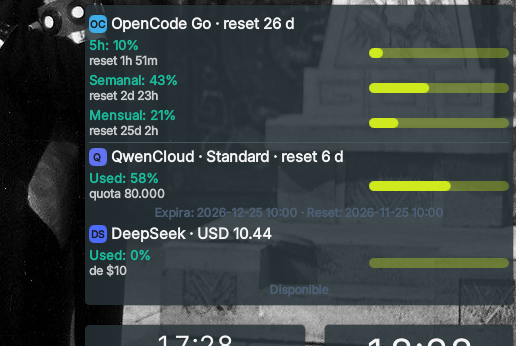 OC OpenCode Go · reset 26 d
5h: 10%
reset 1h 51m
Semanal: 43%
reset 2d 23h
Mensual: 21%
reset 25d 2h
Q QwenCloud · Standard · reset 6 d
Used: 58%
quota 80.000
Expira: 2026-12-25 10:00 · Reset: 2026-11-25 10:00
DS DeepSeek · USD 10.44
Used: 0%
de $10
Disponible
17:28